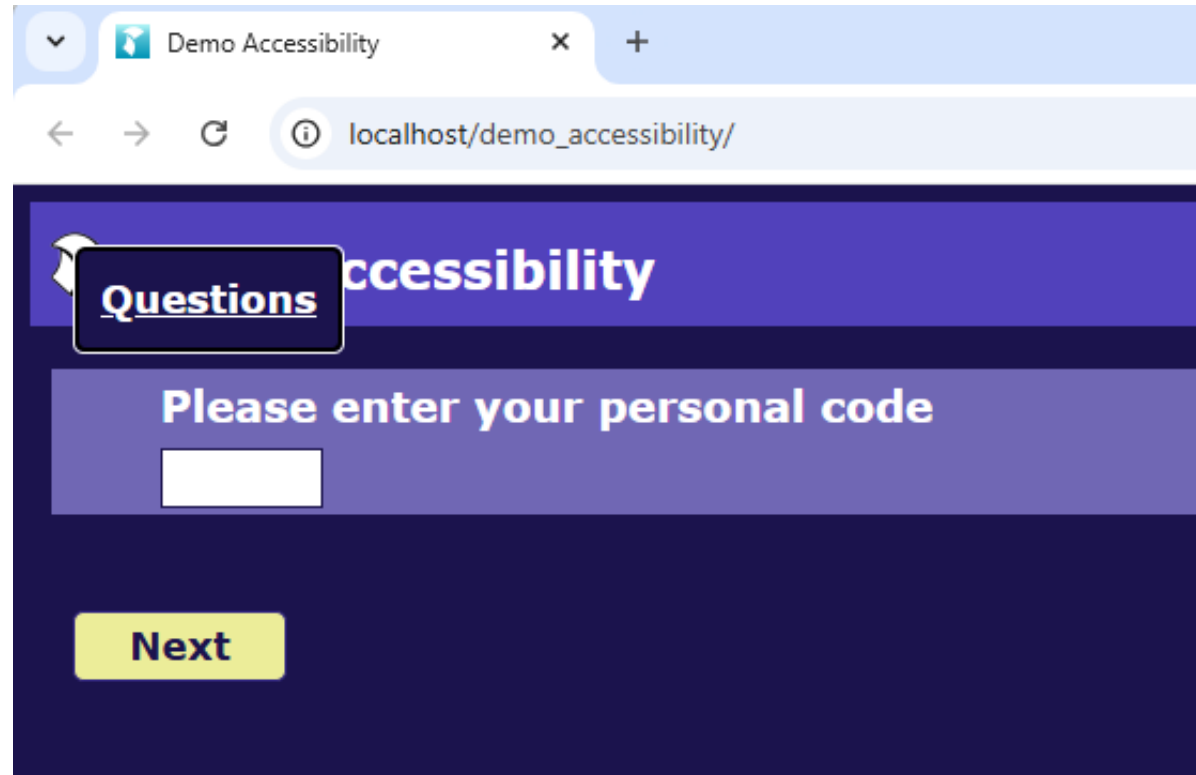 Demo Accessibility
localhost/demo_accessibility/
ccessibility
Questions
Please enter your personal code
Next